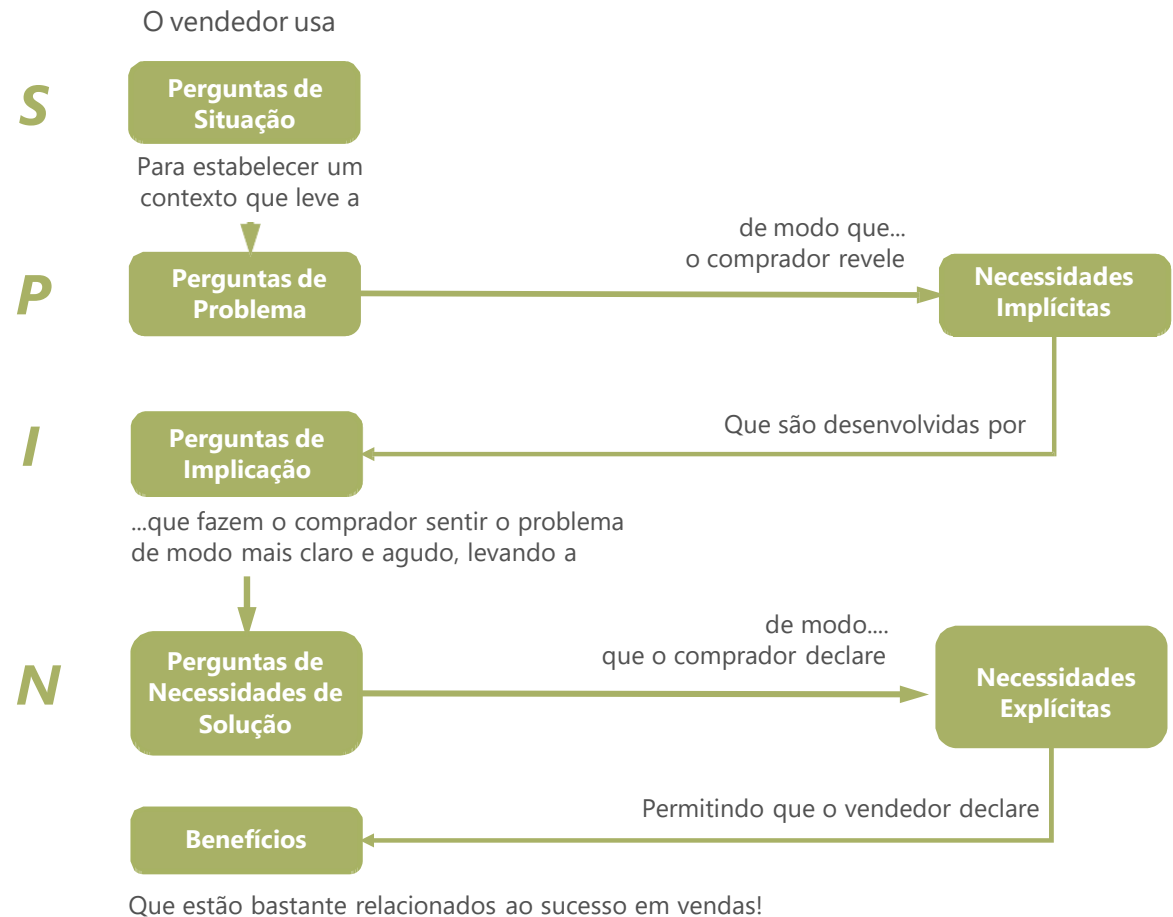 O vendedor usa
S
Perguntas de
Situação
Para estabelecer um
contexto que leve a
P
Perguntas de
Problema
de modo que...
o comprador revele
Necessidades
Implícitas
Que são desenvolvidas por
I
Perguntas de
Implicação
...que fazem o comprador sentir o problema
de modo mais claro e agudo, levando a
N
Perguntas de
Necessidades de
Solução
de modo....
que o comprador declare
Necessidades
Explícitas
Permitindo que o vendedor declare
Benefícios
Que estão bastante relacionados ao sucesso em vendas!